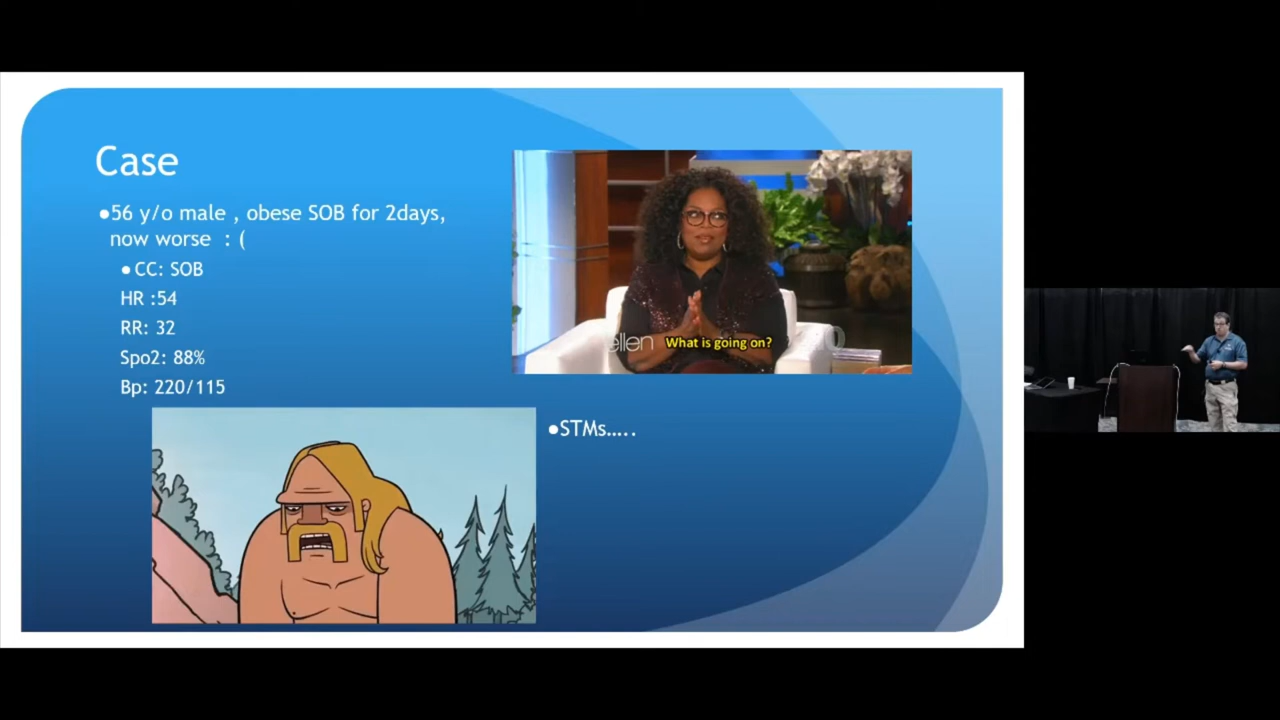 Case
●56 y/o male , obese SOB for 2days,
now worse : (
●CC: SOB
HR :54
RR: 32
Spo2: 88%
Bp: 220/115
ellen What is going on?
●STMs.....